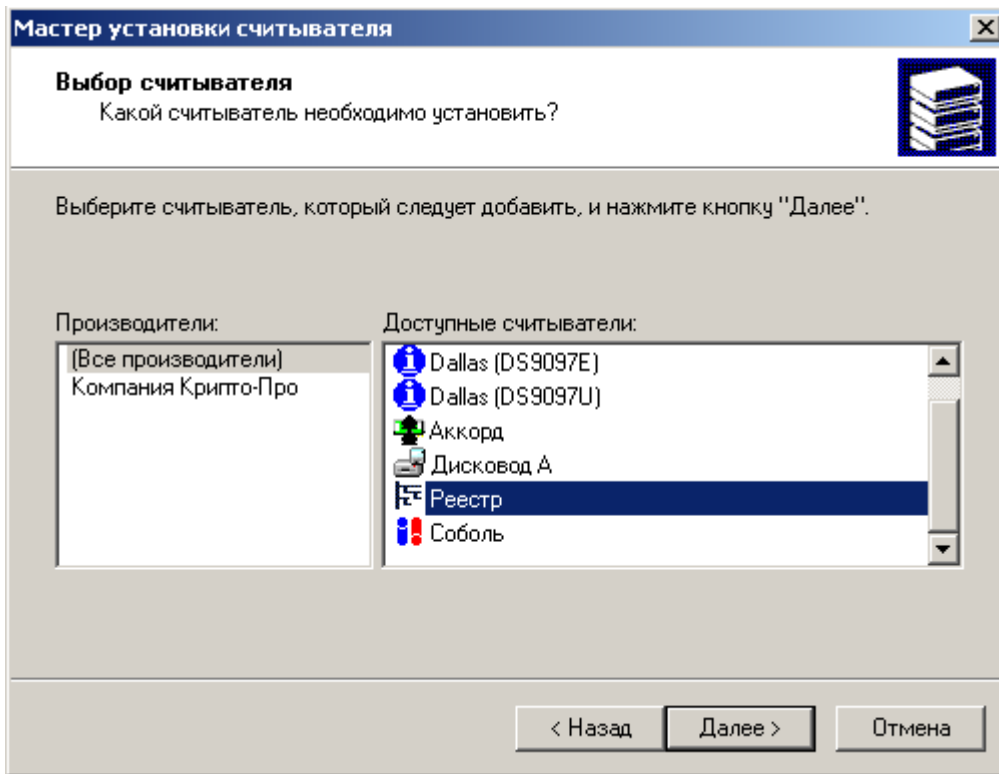 Мастер установки считывателя
Выбор считывателя
Какой считыватель необходимо установить?
Выберите считыватель, который следует добавить, и нажмите кнопку "Далее".
Производители:
(Все производители)
Компания Крипто-Про
Доступные считыватели:
Dallas (DS9097E)
Dallas (DS9097U)
Аккорд
Дисковод А
Реестр
Соболь
< Назад
Далее >
Отмена